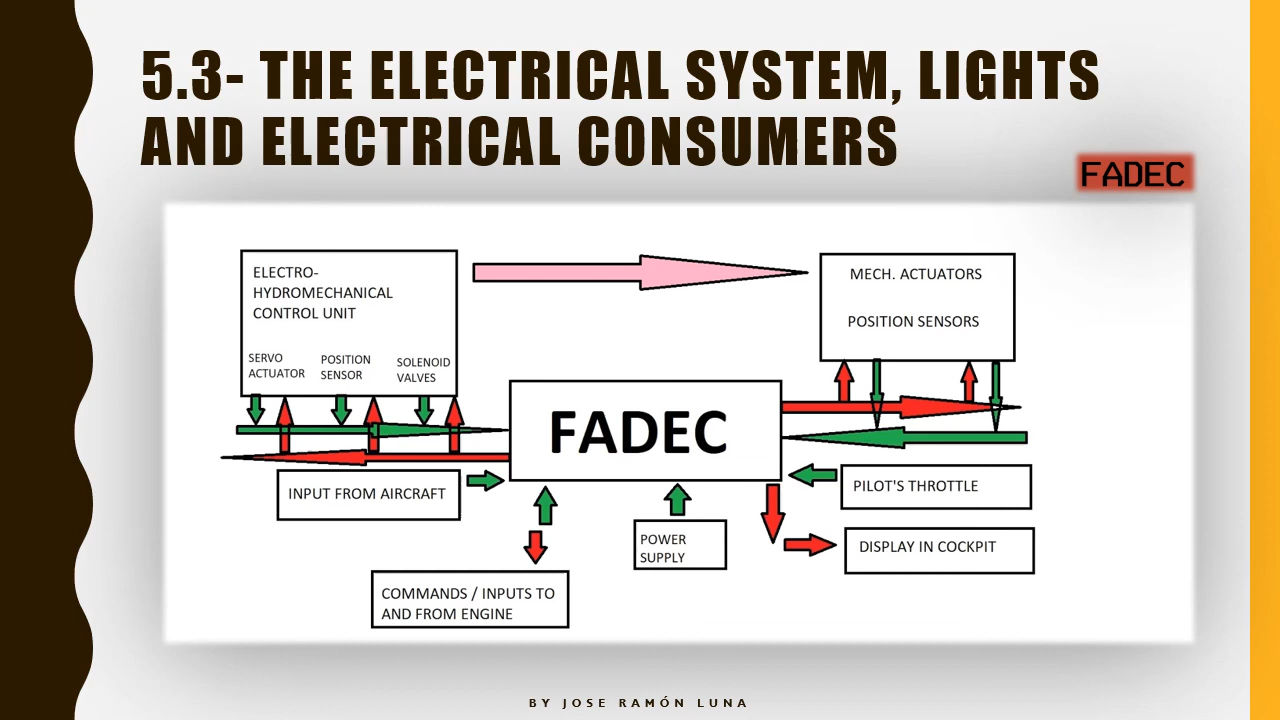 5.3- THE ELECTRICAL SYSTEM, LIGHTS
AND ELECTRICAL CONSUMERS
FADEC
ELECTRO-
HYDROMECHANICAL
CONTROL UNIT
SERVO
ACTUATOR
POSITION
SENSOR
SOLENOID
VALVES
MECH. ACTUATORS
POSITION SENSORS
FADEC
INPUT FROM AIRCRAFT
PILOT'S THROTTLE
POWER
SUPPLY
DISPLAY IN COCKPIT
COMMANDS / INPUTS TO
AND FROM ENGINE
BY JOSE RAMÓN LUNA